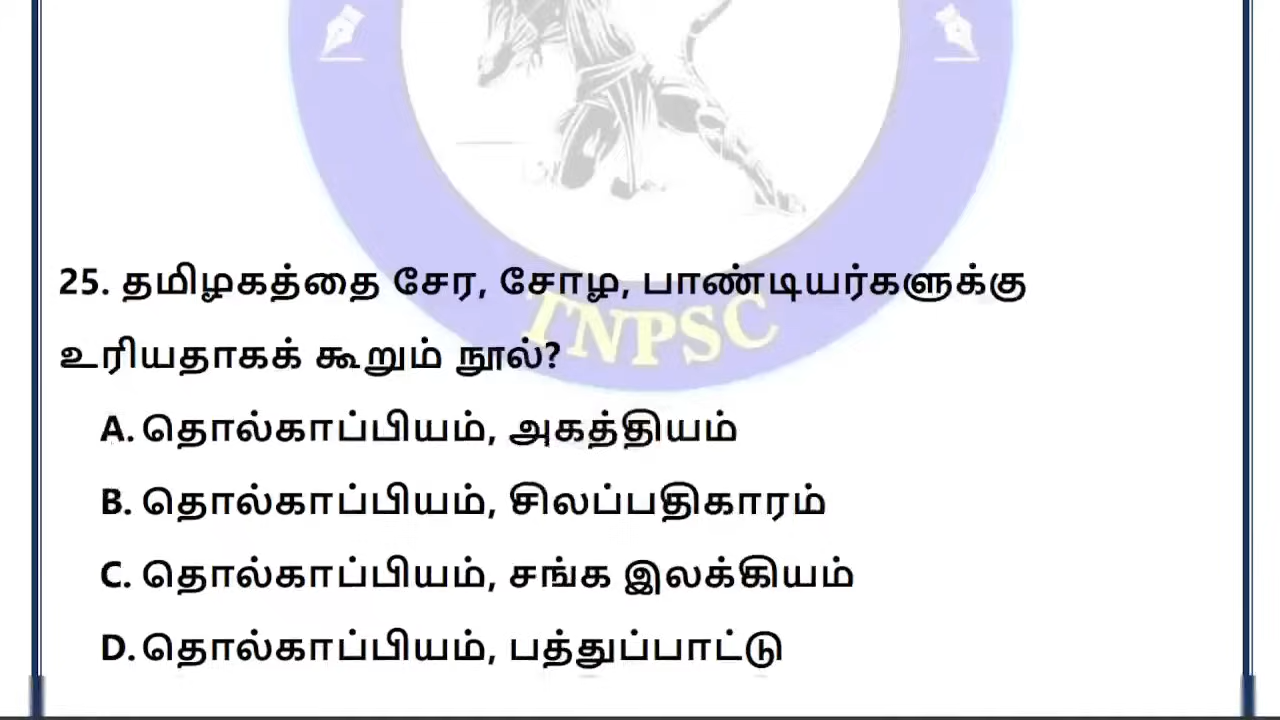 TNPSC
25. தமிழகத்தை சேர, சோழ, பாண்டியர்களுக்கு
உரியதாகக் கூறும் நூல்?
A. தொல்காப்பியம், அகத்தியம்
B. தொல்காப்பியம், சிலப்பதிகாரம்
C. தொல்காப்பியம், சங்க இலக்கியம்
D. தொல்காப்பியம், பத்துப்பாட்டு